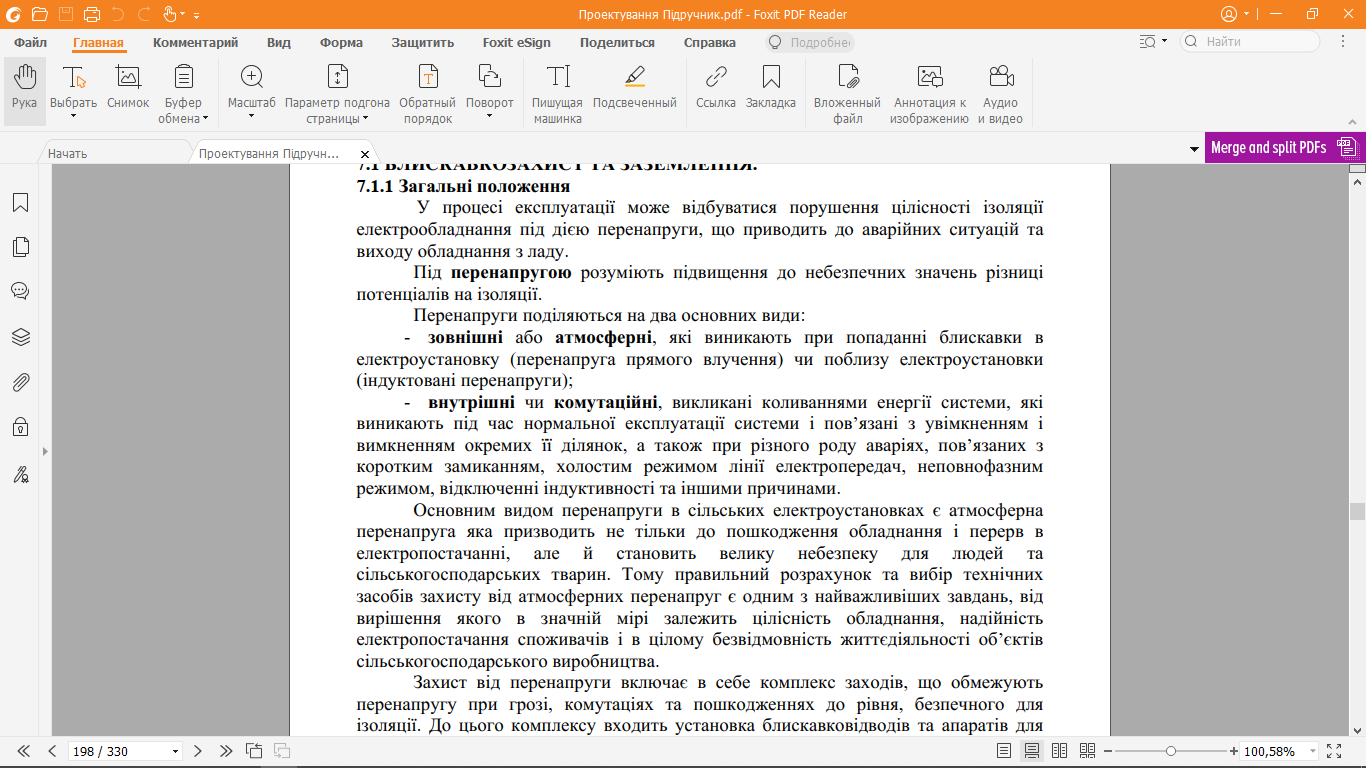 Проектування Підручник.pdf - Foxit PDF Reader
Файл Главная Комментарий Вид Форма Защитить Foxit eSign Поделиться Справка Подробнее Найти
Рука Выбрать Снимок Буфер обмена Масштаб Параметр подгона страницы Обратный порядок Поворот Пишущая машинка Подсвеченный Ссылка Закладка Вложенный файл Аннотация к изображению Аудио и видео
Начать Проектування Підручн... Merge and split PDFs
7.1 БЛИСКАВКОЗАХИСТ ТА ЗАЗЕМЛЕННЯ.
7.1.1 Загальні положення
У процесі експлуатації може відбуватися порушення цілісності ізоляції
електрообладнання під дією перенапруги, що приводить до аварійних ситуацій та
виходу обладнання з ладу.
Під перенапругою розуміють підвищення до небезпечних значень різниці
потенціалів на ізоляції.
Перенапруги поділяються на два основних види:
- зовнішні або атмосферні, які виникають при попаданні блискавки в
електроустановку (перенапруга прямого влучення) чи поблизу електроустановки
(індуктовані перенапруги);
- внутрішні чи комутаційні, викликані коливаннями енергії системи, які
виникають під час нормальної експлуатації системи і пов’язані з увімкненням і
вимкненням окремих її ділянок, а також при різного роду аваріях, пов’язаних з
коротким замиканням, холостим режимом лінії електропередач, неповнофазним
режимом, відключенні індуктивності та іншими причинами.
Основним видом перенапруги в сільських електроустановках є атмосферна
перенапруга яка призводить не тільки до пошкодження обладнання і перерв в
електропостачанні, але й становить велику небезпеку для людей та
сільськогосподарських тварин. Тому правильний розрахунок та вибір технічних
засобів захисту від атмосферних перенапруг є одним з найважливіших завдань, від
вирішення якого в значній мірі залежить цілісність обладнання, надійність
електропостачання споживачів і в цілому безвідмовність життєдіяльності об’єктів
сільськогосподарського виробництва.
Захист від перенапруги включає в себе комплекс заходів, що обмежують
перенапругу при грозі, комутаціях та пошкодженнях до рівня, безпечного для
ізоляції. До цього комплексу входить установка блискавковідводів та апаратів для
198 / 330 100,58%